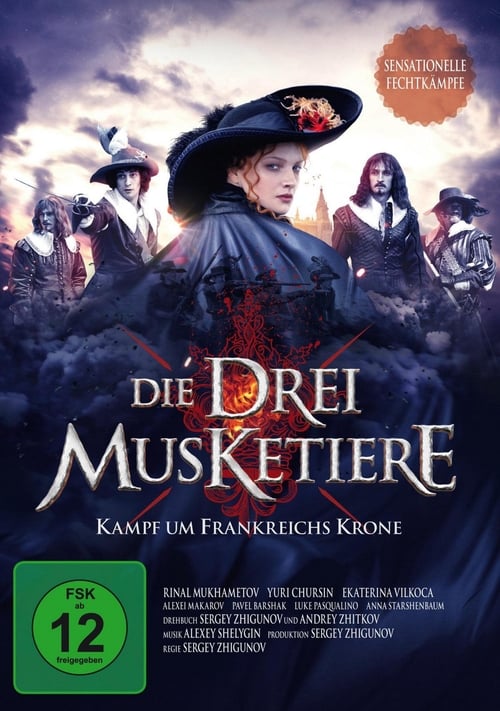 SENSATIONELLE
FECHTKÄMPFE
DIE DREI
MUSKETIERE
KAMPF UM FRANKREICHS KRONE
FSK
ab
12
freigegeben
RINAL MUKHAMETOV YURI CHURSIN EKATERINA VILKOCA
ALEXEI MAKAROV PAVEL BARSHAK LUKE PASQUALINO ANNA STARSHENBAUM
DREHBUCH SERGEY ZHIGUNOV UND ANDREY ZHITKOV
MUSIK ALEXEY SHELYGIN PRODUKTION SERGEY ZHIGUNOV
REGIE SERGEY ZHIGUNOV